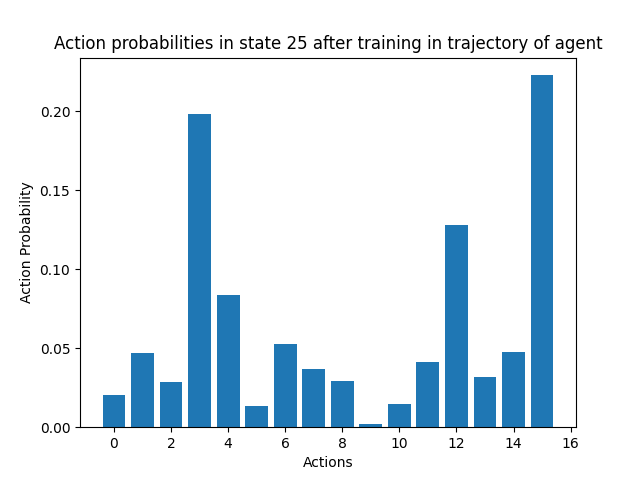 Action probabilities in state 25 after training in trajectory of agent
0.20
0.15
0.10
0.05
0.00
Action Probability
0 2 4 6 8 10 12 14 16
Actions